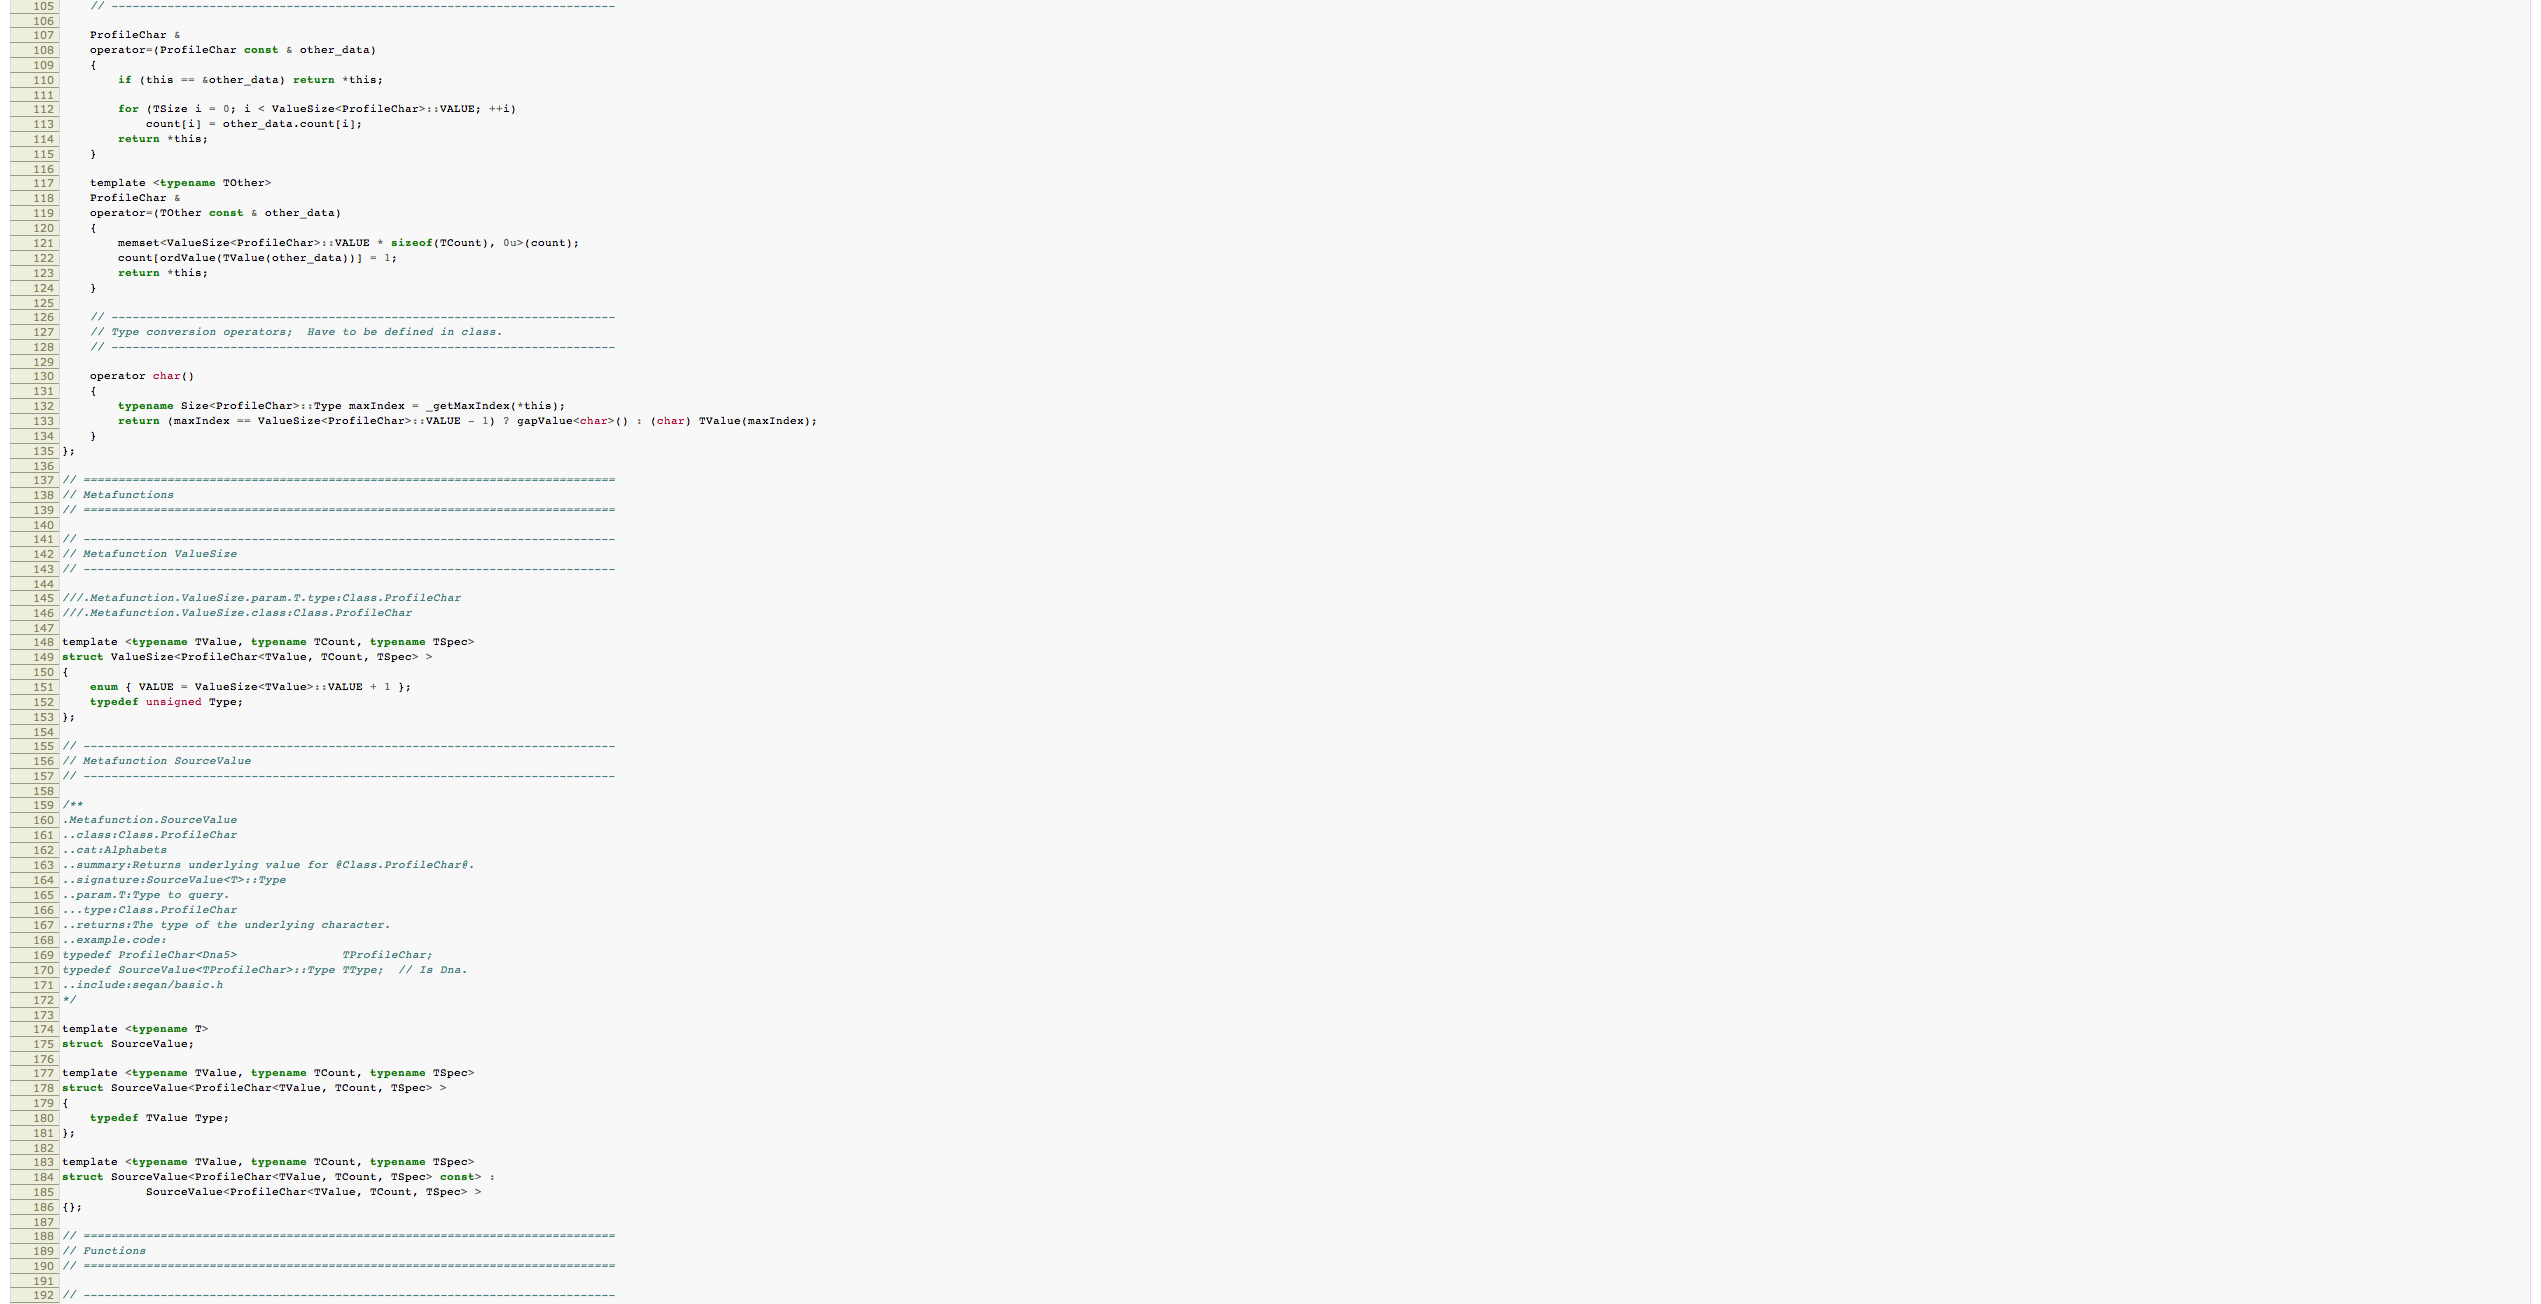 105 // ------------------------------------------------------------------------
106
107 ProfileChar &
108 operator=(ProfileChar const & other_data)
109 {
110 if (this == &other_data) return *this;
111
112 for (TSize i = 0; i < ValueSize<ProfileChar>::VALUE; ++i)
113 count[i] = other_data.count[i];
114 return *this;
115 }
116
117 template <typename TOther>
118 ProfileChar &
119 operator=(TOther const & other_data)
120 {
121 memset<ValueSize<ProfileChar>::VALUE * sizeof(TCount), 0u>(count);
122 count[ordValue(TValue(other_data))] = 1;
123 return *this;
124 }
125
126 // ------------------------------------------------------------------------
127 // Type conversion operators;  Have to be defined in class.
128 // ------------------------------------------------------------------------
129
130 operator char()
131 {
132 typename Size<ProfileChar>::Type maxIndex = _getMaxIndex(*this);
133 return (maxIndex == ValueSize<ProfileChar>::VALUE - 1) ? gapValue<char>() : (char) TValue(maxIndex);
134 }
135 };
136
137 // ============================================================================
138 // Metafunctions
139 // ============================================================================
140
141 // ----------------------------------------------------------------------------
142 // Metafunction ValueSize
143 // ----------------------------------------------------------------------------
144
145 ///.Metafunction.ValueSize.param.T.type:Class.ProfileChar
146 ///.Metafunction.ValueSize.class:Class.ProfileChar
147
148 template <typename TValue, typename TCount, typename TSpec>
149 struct ValueSize<ProfileChar<TValue, TCount, TSpec> >
150 {
151 enum { VALUE = ValueSize<TValue>::VALUE + 1 };
152 typedef unsigned Type;
153 };
154
155 // ----------------------------------------------------------------------------
156 // Metafunction SourceValue
157 // ----------------------------------------------------------------------------
158
159 /**
160 .Metafunction.SourceValue
161 ..class:Class.ProfileChar
162 ..cat:Alphabets
163 ..summary:Returns underlying value for @Class.ProfileChar@.
164 ..signature:SourceValue<T>::Type
165 ..param.T:Type to query.
166 ...type:Class.ProfileChar
167 ..returns:The type of the underlying character.
168 ..example.code:
169 typedef ProfileChar<Dna5>               TProfileChar;
170 typedef SourceValue<TProfileChar>::Type TType;  // Is Dna.
171 ..include:seqan/basic.h
172 */
173
174 template <typename T>
175 struct SourceValue;
176
177 template <typename TValue, typename TCount, typename TSpec>
178 struct SourceValue<ProfileChar<TValue, TCount, TSpec> >
179 {
180 typedef TValue Type;
181 };
182
183 template <typename TValue, typename TCount, typename TSpec>
184 struct SourceValue<ProfileChar<TValue, TCount, TSpec> const> :
185 SourceValue<ProfileChar<TValue, TCount, TSpec> >
186 {};
187
188 // ============================================================================
189 // Functions
190 // ============================================================================
191
192 // ----------------------------------------------------------------------------